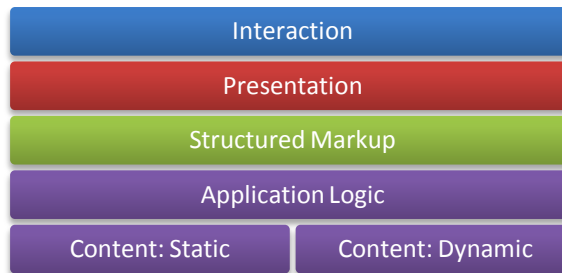 Interaction
Presentation
Structured Markup
Application Logic
Content: Static
Content: Dynamic